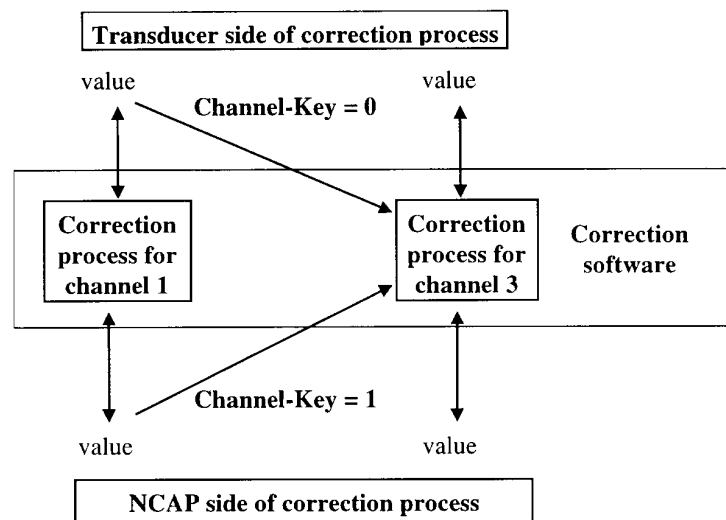 Transducer side of correction process
value
value
Channel-Key = 0
Correction
process for
channel 1
Correction
process for
channel 3
Correction
software
Channel-Key = 1
value
value
NCAP side of correction process